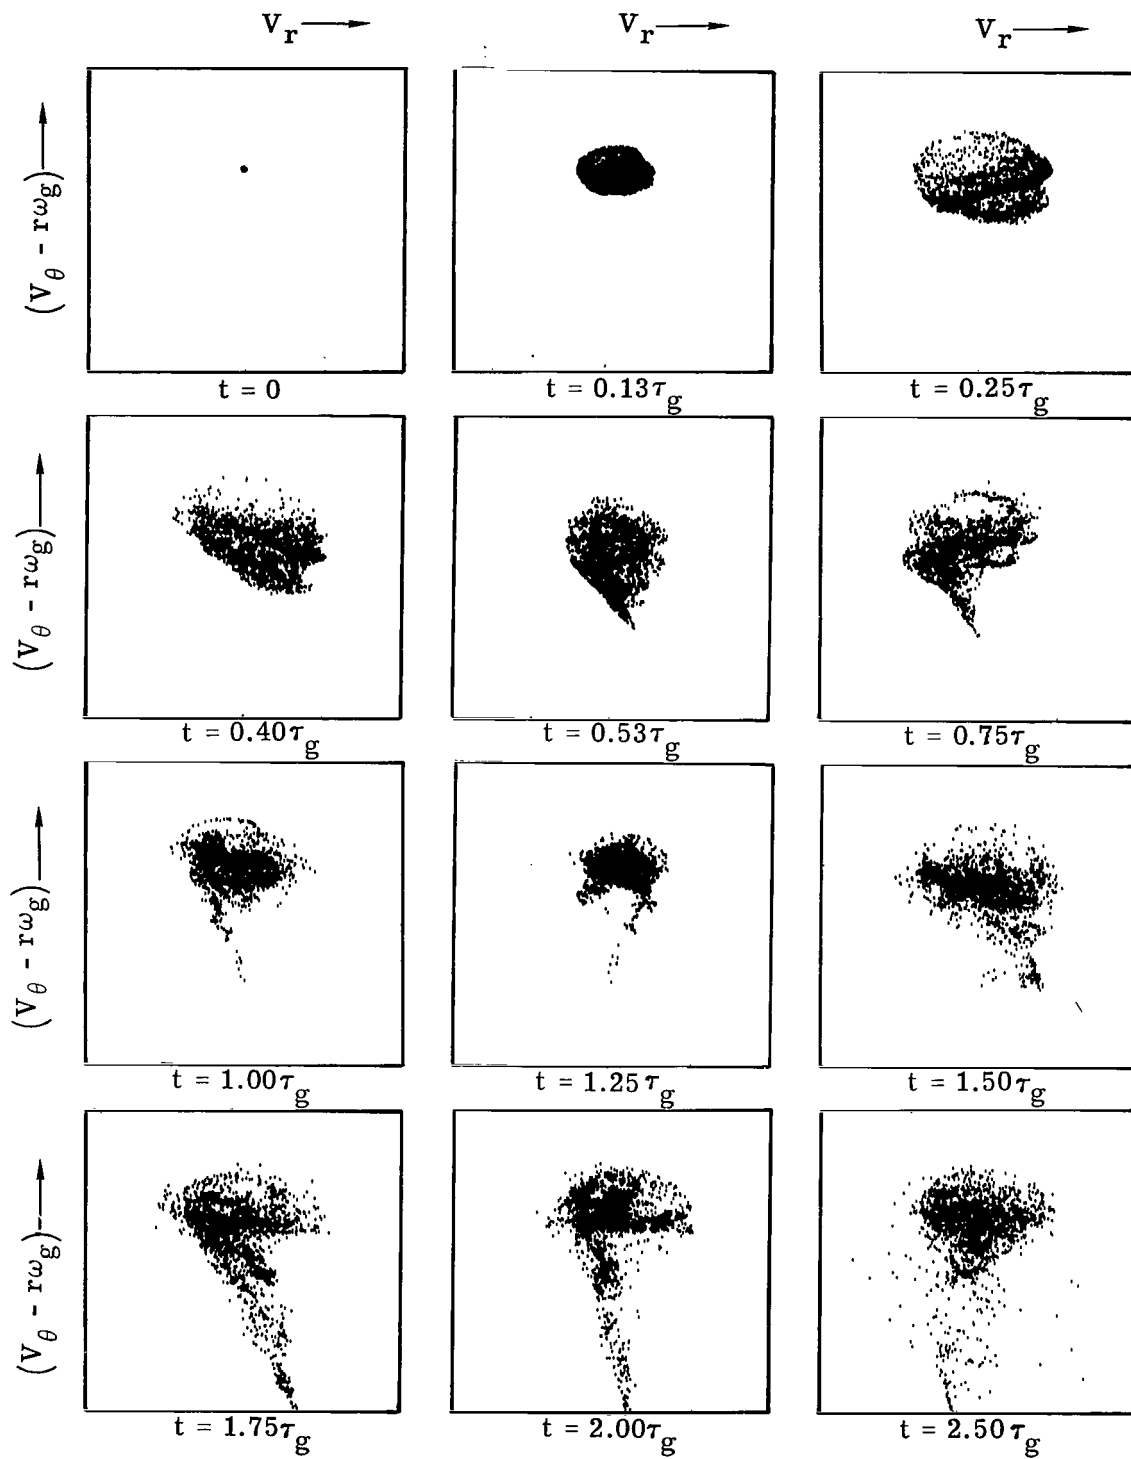 V_r → V_r → V_r →
(V_θ - rω_g) →
t = 0 t = 0.13τ_g t = 0.25τ_g
(V_θ - rω_g) →
t = 0.40τ_g t = 0.53τ_g t = 0.75τ_g
(V_θ - rω_g) →
t = 1.00τ_g t = 1.25τ_g t = 1.50τ_g
(V_θ - rω_g) →
t = 1.75τ_g t = 2.00τ_g t = 2.50τ_g